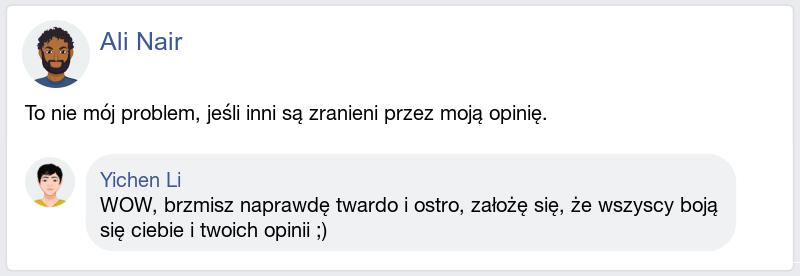 Ali Nair
To nie mój problem, jeśli inni są zranieni przez moją opinię.
Yichen Li
WOW, brzmisz naprawdę twardo i ostro, założę się, że wszyscy boją
się ciebie i twoich opinii ;)